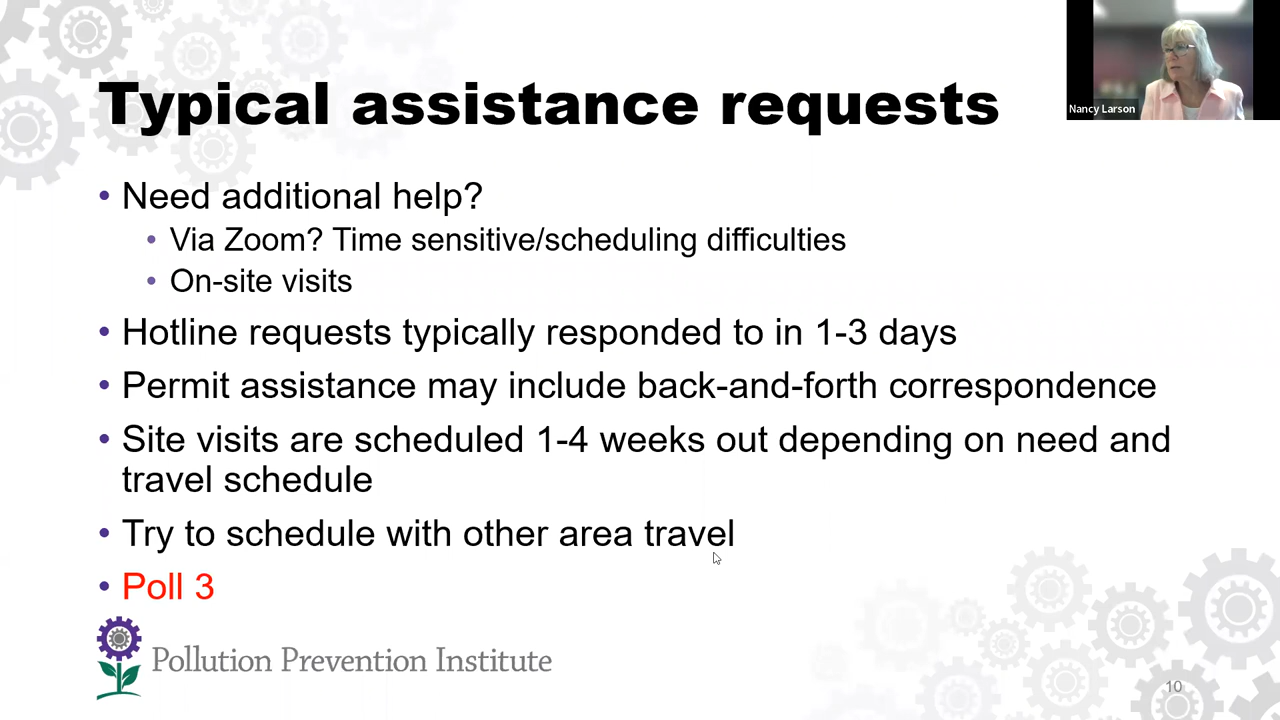 Typical assistance requests
Nancy Larson
• Need additional help?
• Via Zoom? Time sensitive/scheduling difficulties
• On-site visits
• Hotline requests typically responded to in 1-3 days
• Permit assistance may include back-and-forth correspondence
• Site visits are scheduled 1-4 weeks out depending on need and
travel schedule
• Try to schedule with other area travel
• Poll 3
Pollution Prevention Institute
10